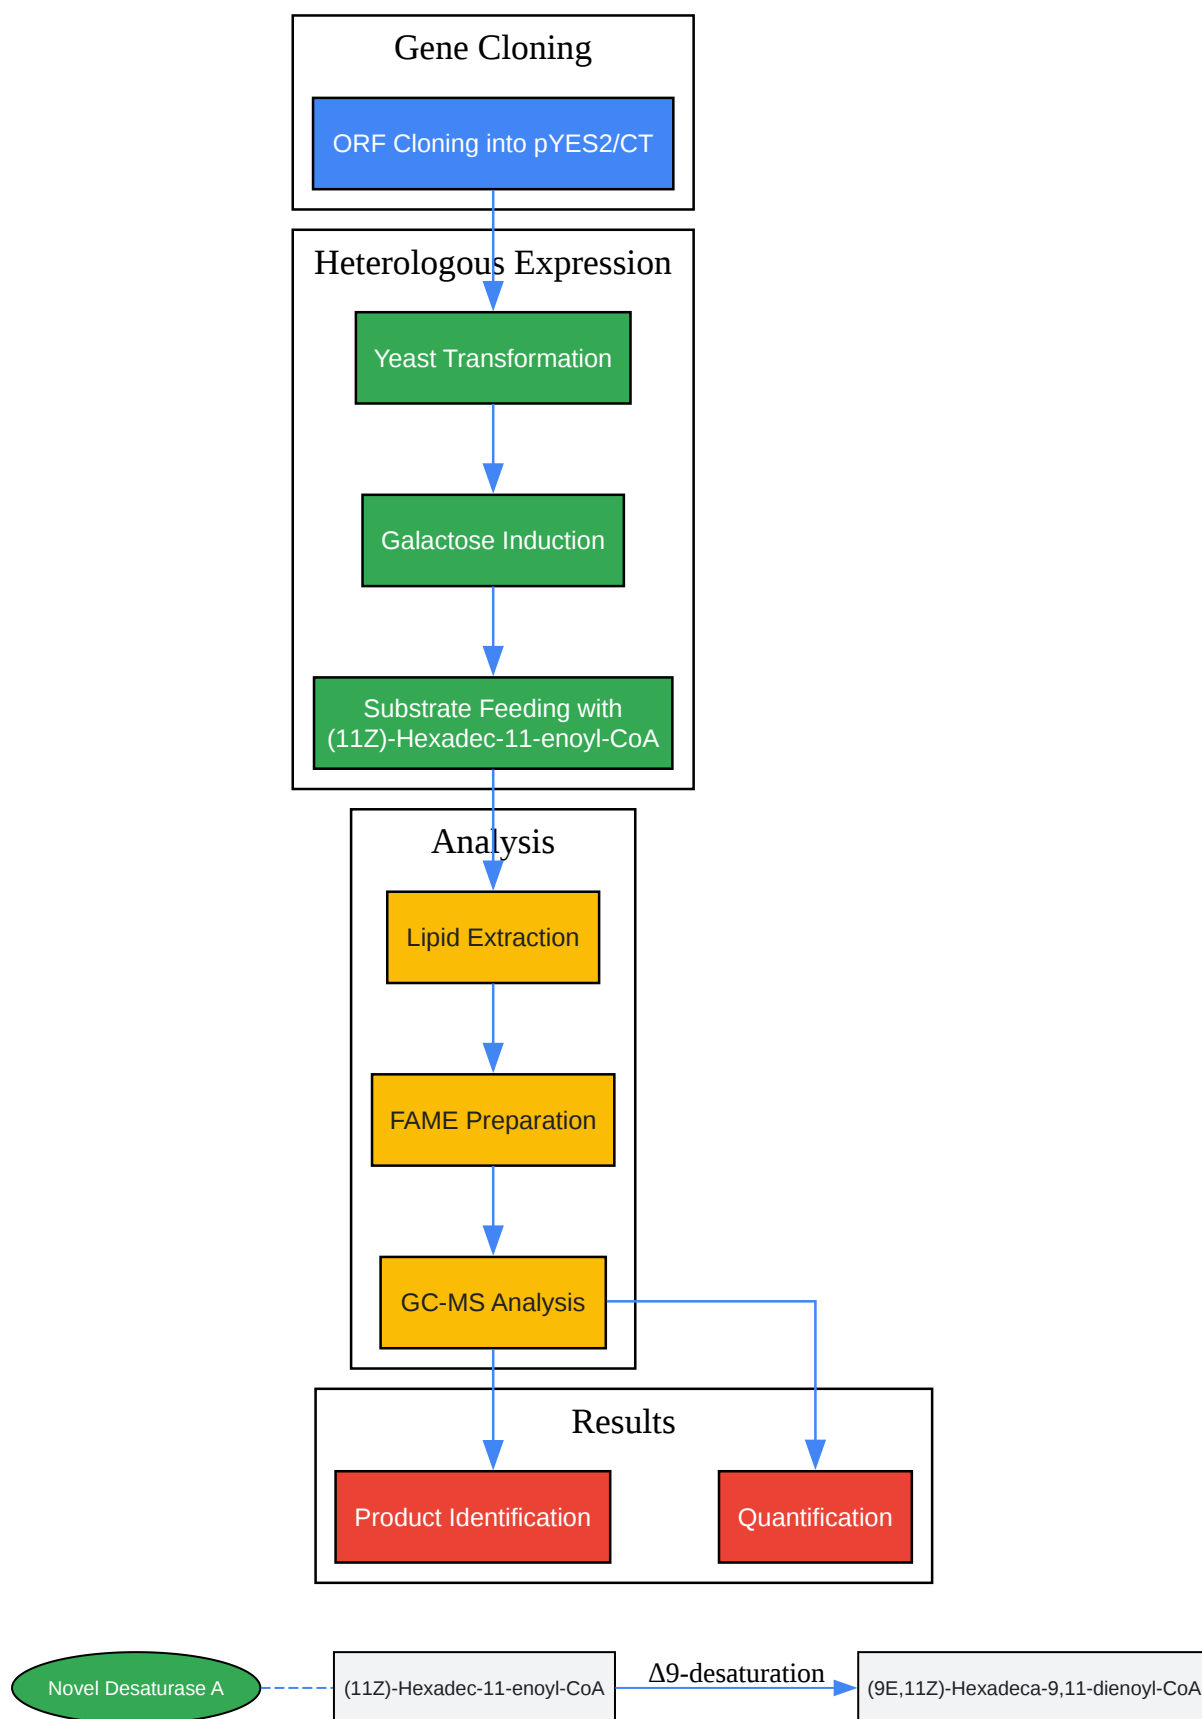 Gene Cloning
ORF Cloning into pYES2/CT
Heterologous Expression
Yeast Transformation
Galactose Induction
Substrate Feeding with
(11Z)-Hexadec-11-enoyl-CoA
Analysis
Lipid Extraction
FAME Preparation
GC-MS Analysis
Results
Product Identification
Quantification
Novel Desaturase A
(11Z)-Hexadec-11-enoyl-CoA
Δ9-desaturation
(9E,11Z)-Hexadeca-9,11-dienoyl-CoA